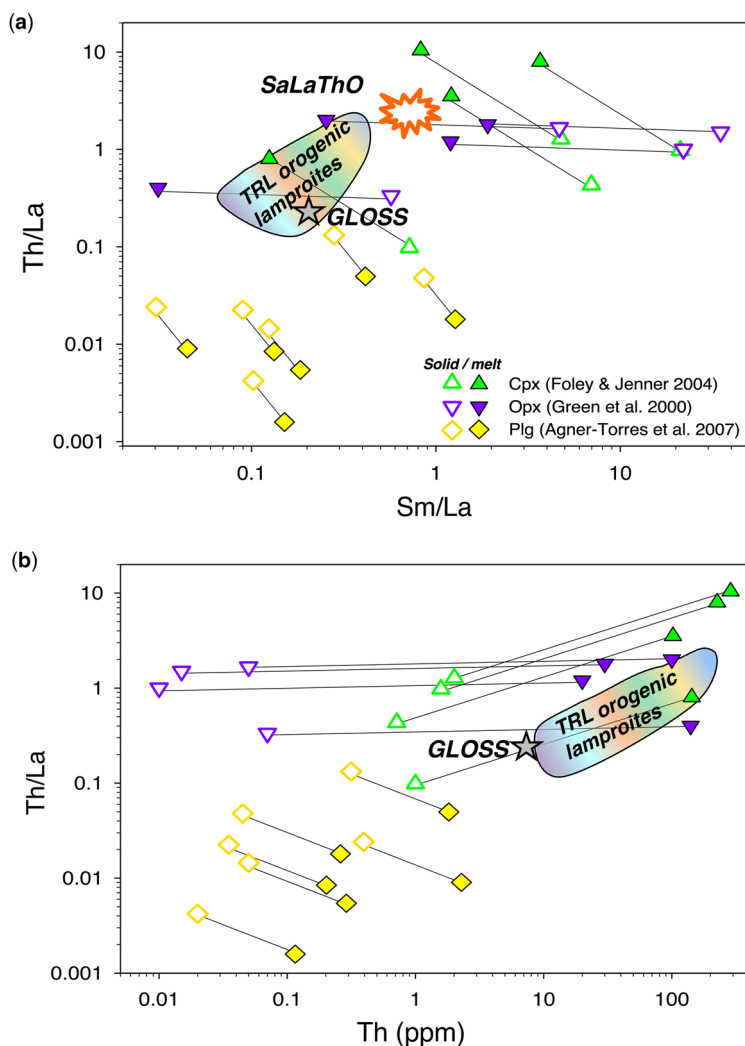 (a)
10
1
0.1
0.01
0.001
Th/La
SaLaThO
TRL orogenic
lamproites
GLOSS
Solid / melt
Cpx (Foley & Jenner 2004)
Opx (Green et al. 2000)
Plg (Agner-Torres et al. 2007)
0.1
1
10
Sm/La
(b)
10
1
0.1
0.01
0.001
Th/La
TRL orogenic
lamproites
GLOSS
0.01
0.1
1
10
100
Th (ppm)